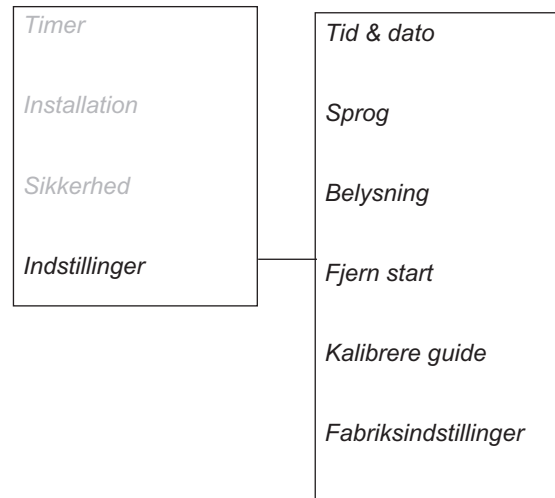 Timer
Installation
Sikkerhed
Indstillinger
Tid & dato
Sprog
Belysning
Fjern start
Kalibrere guide
Fabriksindstillinger